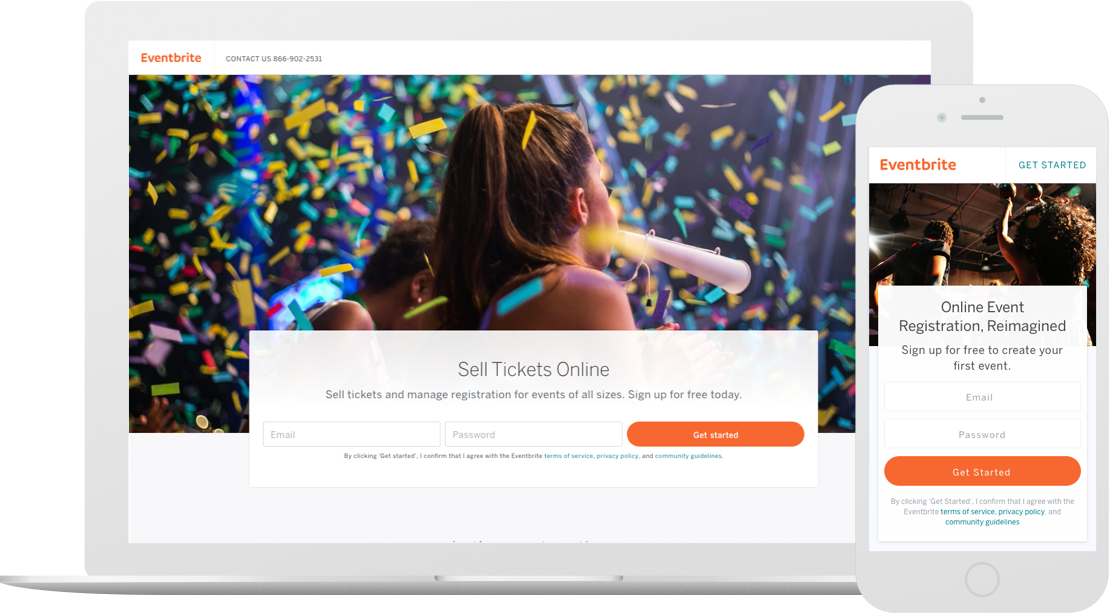 Eventbrite
CONTACT US 866-902-2531
Sell Tickets Online
Sell tickets and manage registration for events of all sizes. Sign up for free today.
Email
Password
Get started
By clicking 'Get started', I confirm that I agree with the Eventbrite terms of service, privacy policy, and community guidelines.
Eventbrite
GET STARTED
Online Event
Registration, Reimagined
Sign up for free to create your
first event.
Email
Password
Get Started
By clicking 'Get Started', I confirm that I agree with the
Eventbrite terms of service, privacy policy, and
community guidelines